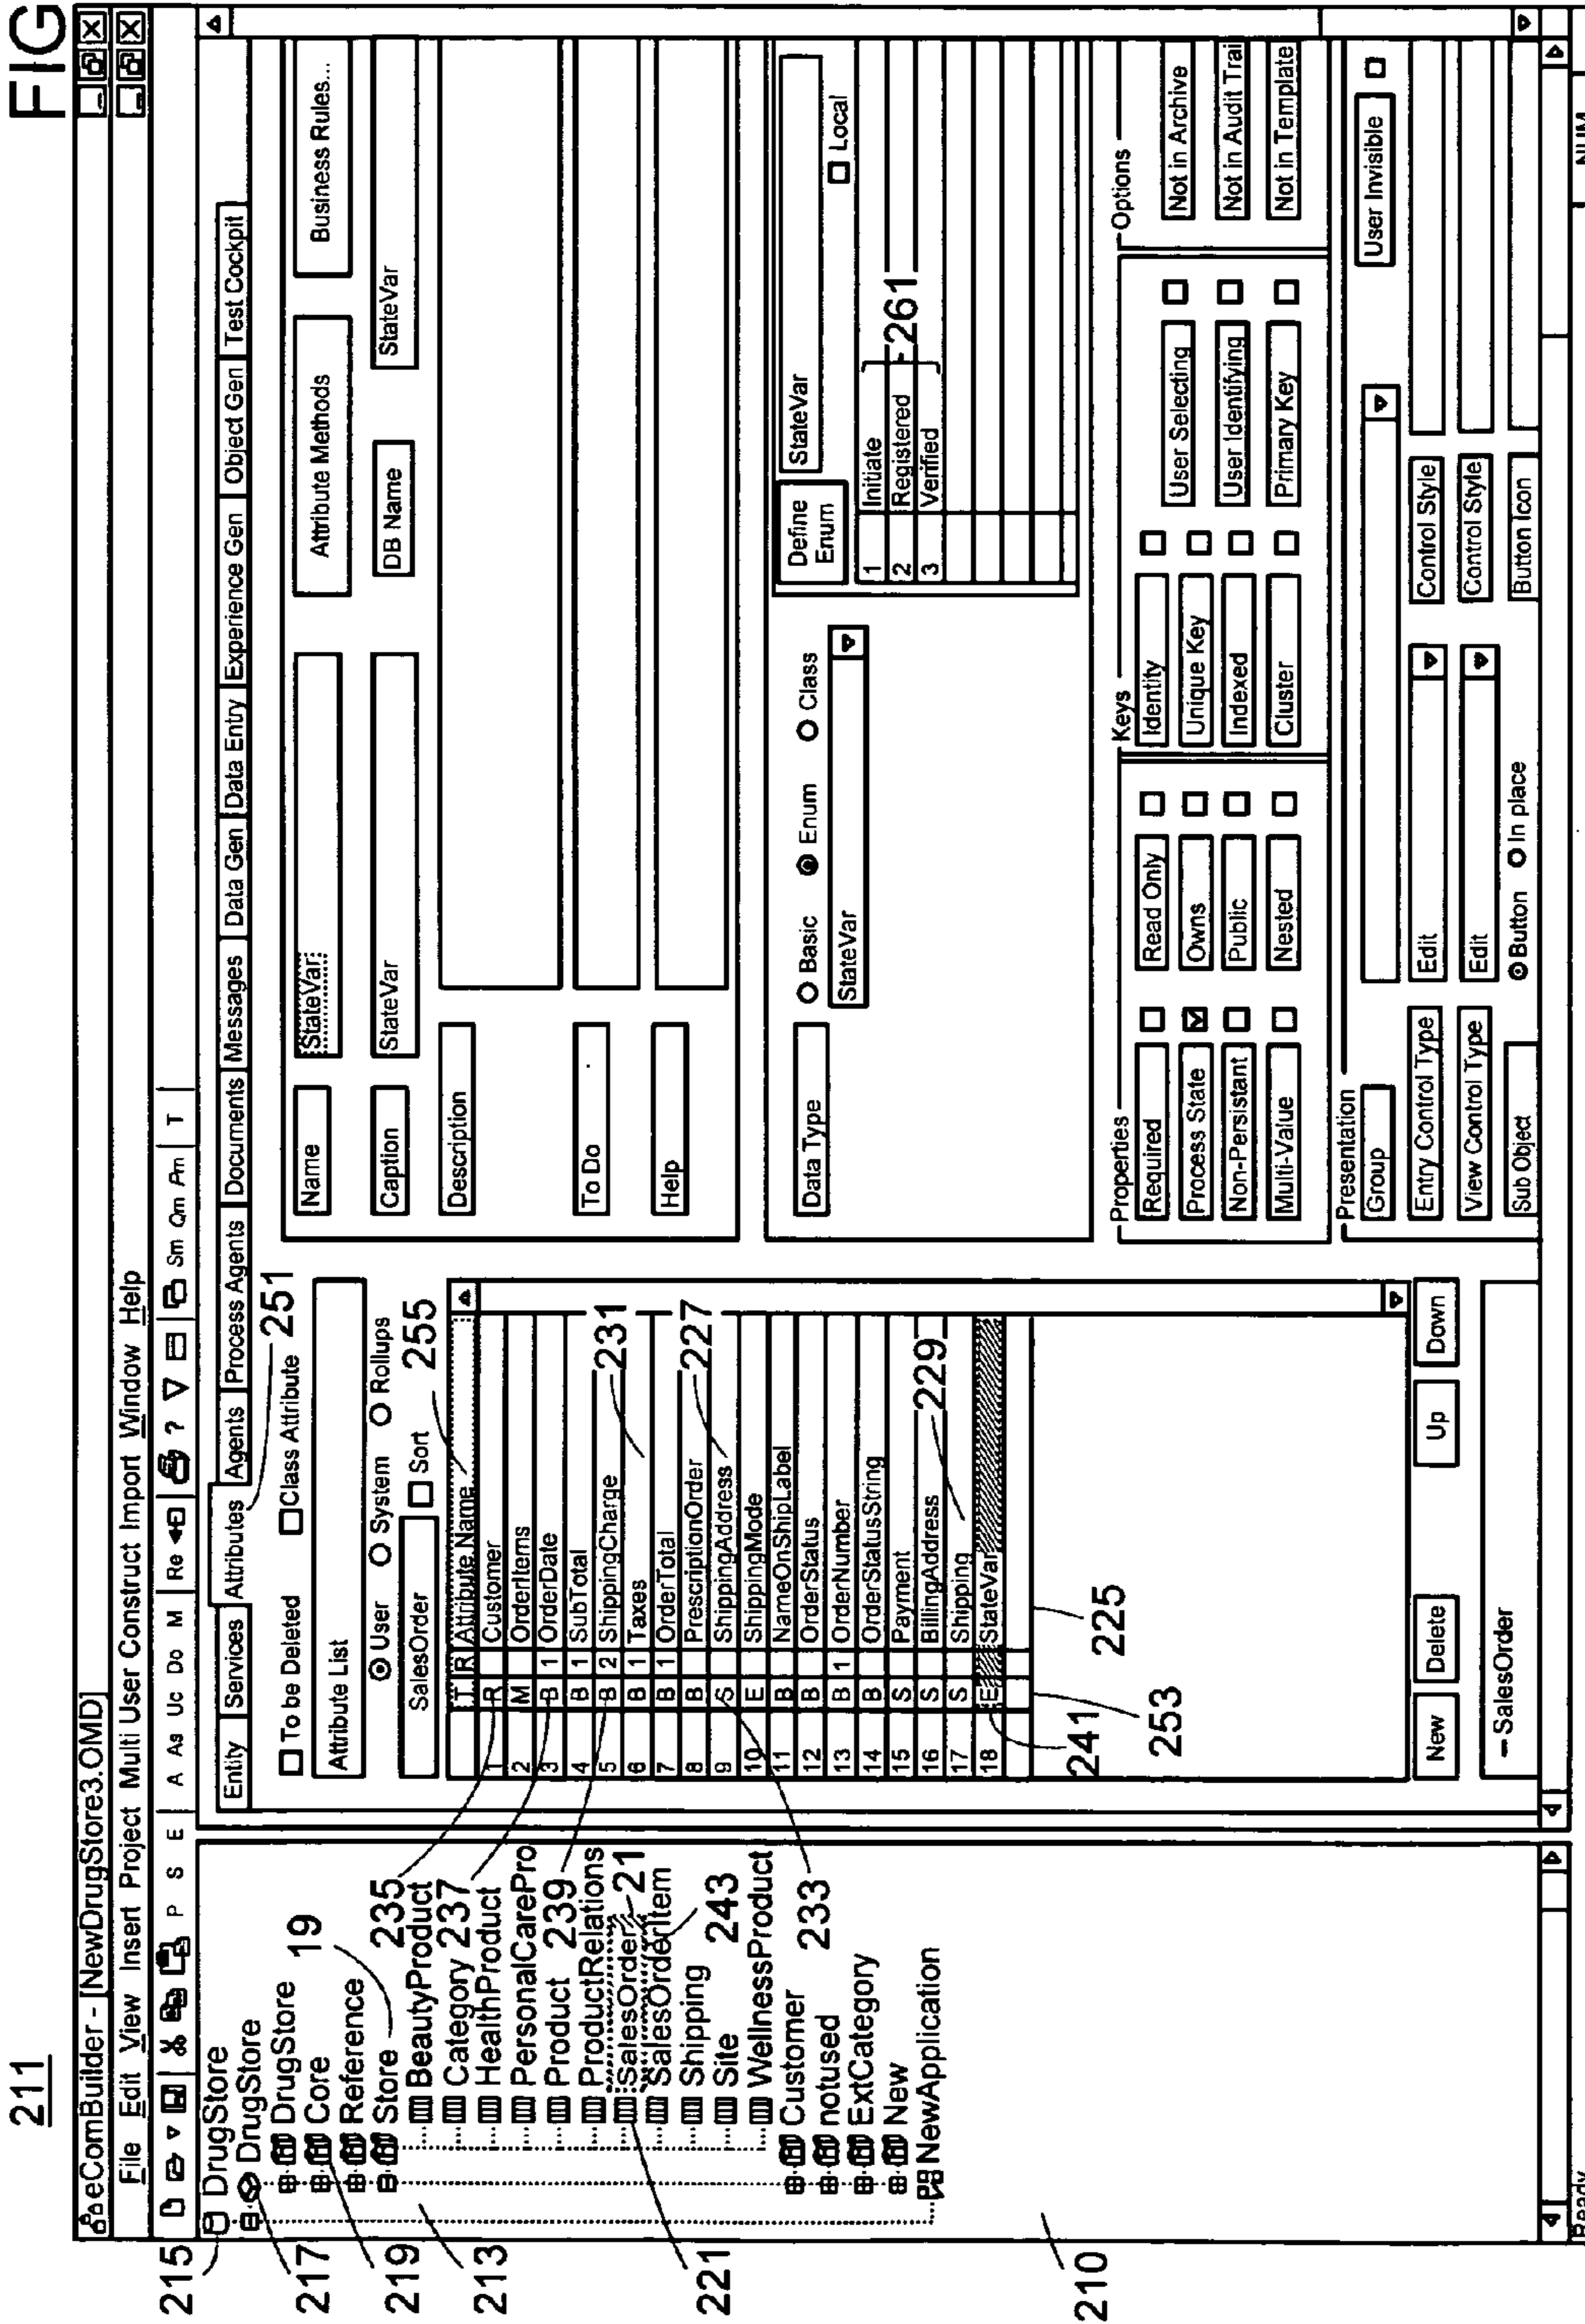 FIG
211
eComBuilder - [NewDrugStore3.OMD]
File Edit View Insert Project Multi User Construct Import Window Help
P S E A As Uc Do M Re ? Sm Qm Pm T
215
217
219
213
221
210
DrugStore
DrugStore
DrugStore
Core
Reference
Store
19
BeautyProduct
235
Category
237
HealthProduct
PersonalCarePro
Product
239
ProductRelations
SalesOrder
21
SalesOrderItem
Shipping
243
Site
WellnessProduct
233
Customer
notused
ExtCategory
New
NewApplication
Entity Services Attributes Agents Process Agents Documents Messages Data Gen Data Entry Experience Gen Object Gen Test Cockpit
To be Deleted Class Attribute 251
Attribute List
User System Rollups
SalesOrder Sort 255
T R Attribute Name
1 R Customer
2 M OrderItems
3 B 1 OrderDate
4 B 1 SubTotal
5 B 2 ShippingCharge
6 B 1 Taxes
231
7 B 1 OrderTotal
8 B PrescriptionOrder
9 S ShippingAddress
227
10 E ShippingMode
11 B NameOnShipLabel
12 B OrderStatus
13 B 1 OrderNumber
14 B OrderStatusString
15 S Payment
16 S BillingAddress
229
17 S Shipping
18 E StateVar
241
225
253
New Delete Up Down
SalesOrder
Name StateVar Attribute Methods Business Rules...
Caption StateVar DB Name StateVar
Description
To Do
Help
Data Type Basic Enum Class
StateVar
Define Enum StateVar
Local
1 Initiate
2 Registered
261
3 Verified
Properties
Required Read Only
Process State Owns
Non-Persistant Public
Multi-Value Nested
Keys
Identity User Selecting
Unique Key
Indexed User Identifying
Cluster Primary Key
Options
Not in Archive
Not in Audit Trai
Not in Template
Presentation
Group User Invisible
Entry Control Type Edit Control Style
View Control Type Edit Control Style
Sub Object Button In place Button Icon
Ready
NUM